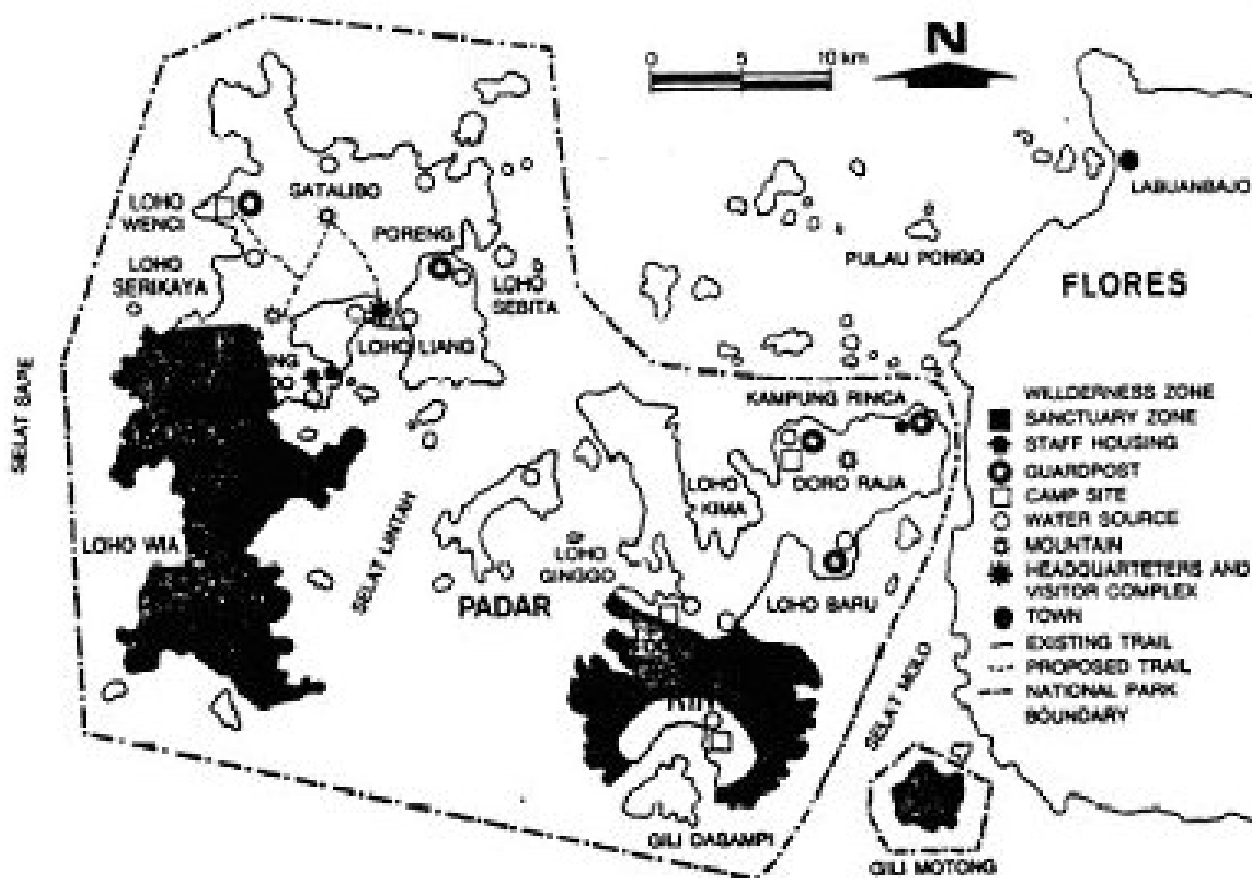 N
0 5 10 km
LABUANBAJO
SATALIBO
LOHO
WENCI
PORENG
PULAU PONGO
LOHO
SERIKAYA
LOHO
SEBITA
FLORES
LOHO LIANG
SELAT SAPE
KAMPUNG RINCA
LOHO
KIMA
DORO RAJA
LOHO WIA
SELAT LINTAH
LOHO
GINGGO
PADAR
LOHO BARU
SELAT MOLO
GILI DASAMPI
GILI MOTONG
WILLDERNESS ZONE
SANCTUARY ZONE
STAFF HOUSING
GUARDPOST
CAMP SITE
WATER SOURCE
MOUNTAIN
HEADQUARTETERS AND
VISITOR COMPLEX
TOWN
EXISTING TRAIL
PROPOSED TRAIL
NATIONAL PARK
BOUNDARY